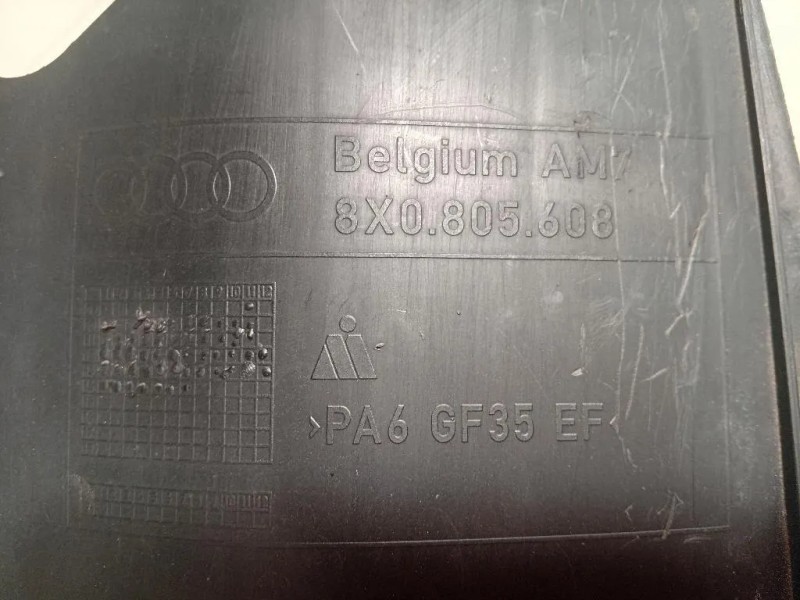 Belgium AM7
8X0.805.608
>PA6 GF35 EF<